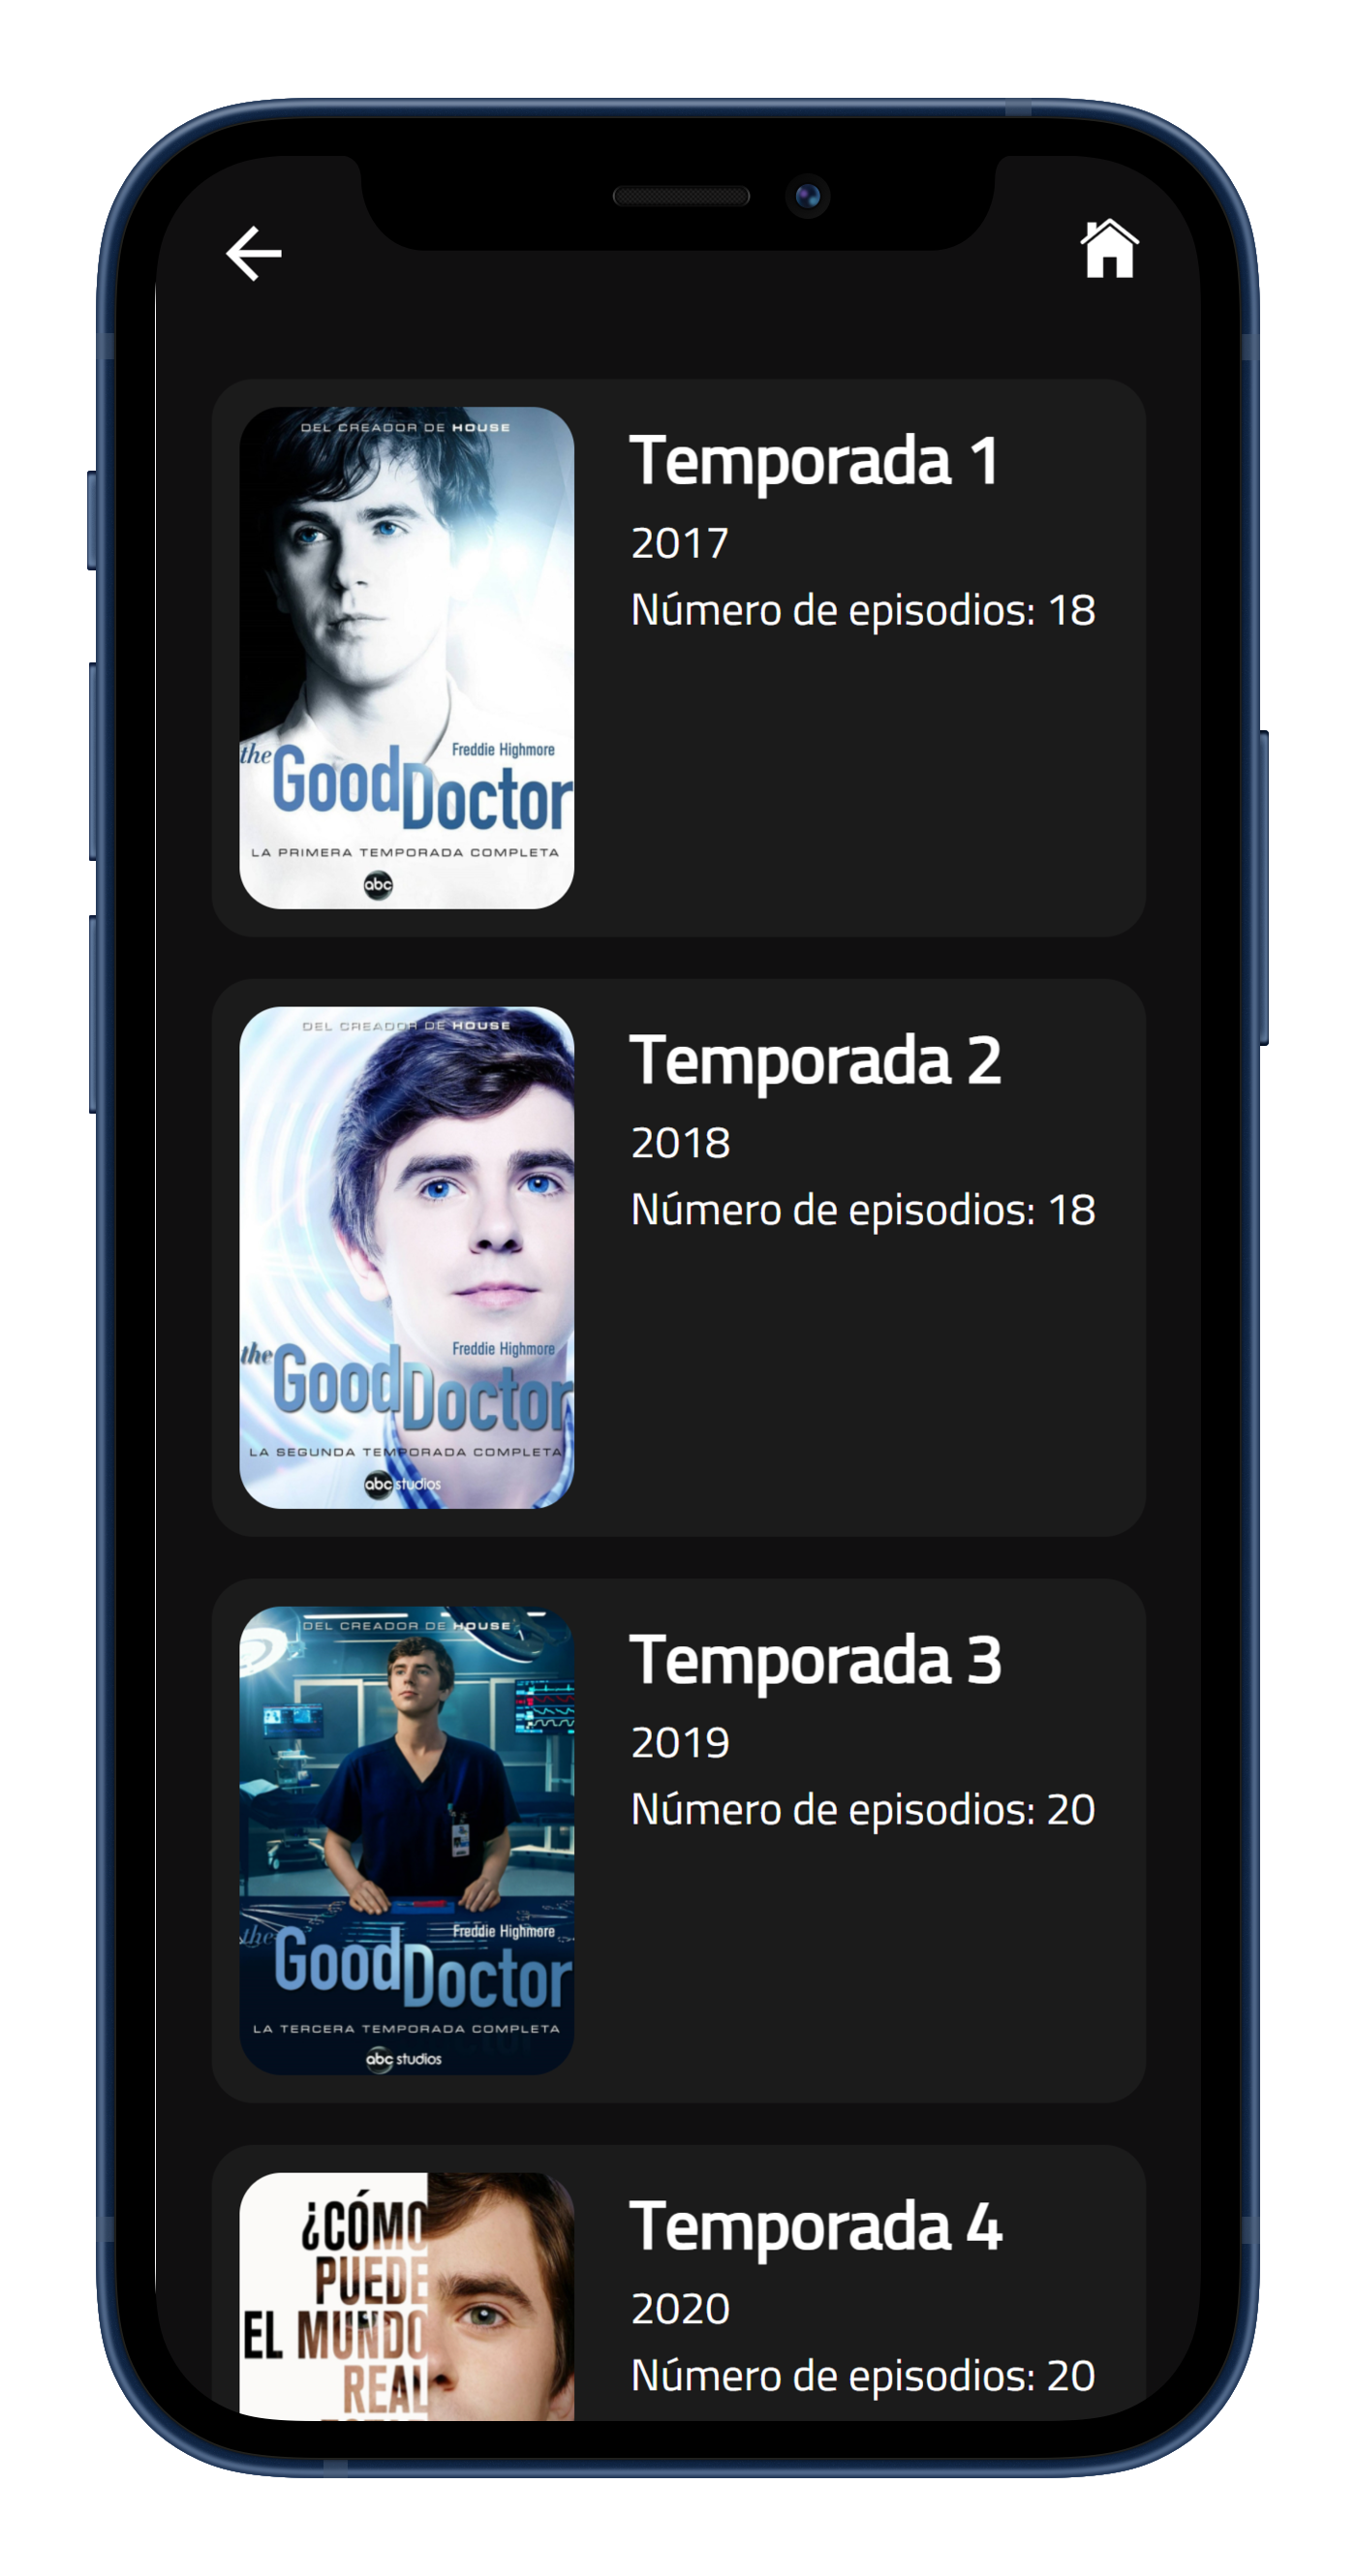 DEL CREADOR DE HOUSE
Temporada 1
2017
Número de episodios: 18
Freddie Highmore
the Good Doctor
LA PRIMERA TEMPORADA COMPLETA
abc
DEL CREADOR DE HOUSE
Temporada 2
2018
Número de episodios: 18
Freddie Highmore
the Good Doctor
LA SEGUNDA TEMPORADA COMPLETA
abc studios
DEL CREADOR DE HOUSE
Temporada 3
2019
Número de episodios: 20
Freddie Highmore
the Good Doctor
LA TERCERA TEMPORADA COMPLETA
abc studios
¿CÓMO
PUEDE
EL MUNDO
REAL
Temporada 4
2020
Número de episodios: 20